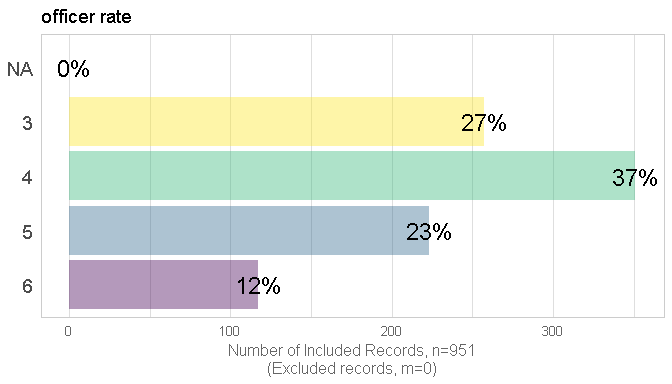 officer rate
NA 0%
3 27%
4 37%
5 23%
6 12%
0 100 200 300
Number of Included Records, n=951
(Excluded records, m=0)